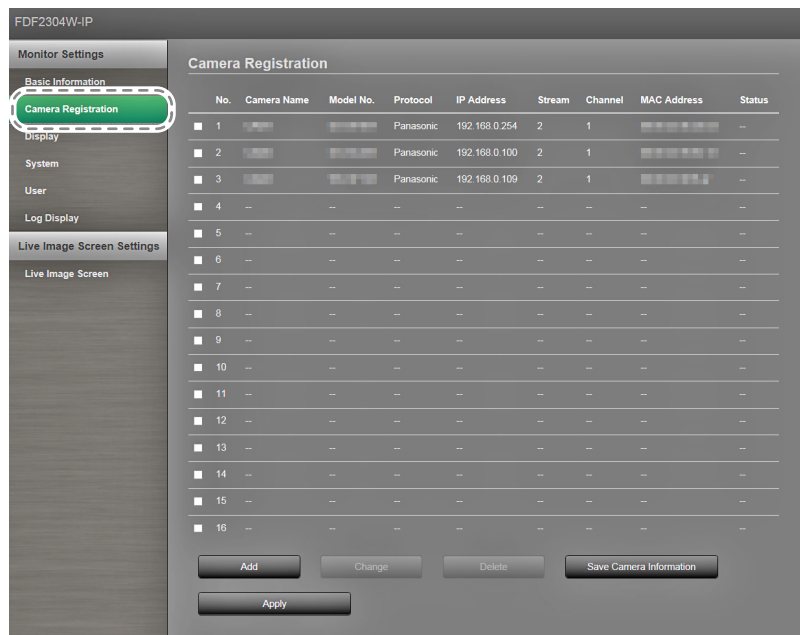 FDF2304W-IP
Monitor Settings
Basic Information
Camera Registration
Display
System
User
Log Display
Live Image Screen Settings
Live Image Screen
Camera Registration
No. Camera Name Model No. Protocol IP Address Stream Channel MAC Address Status
1 Panasonic 192.168.0.254 2 1 --
2 Panasonic 192.168.0.100 2 1 --
3 Panasonic 192.168.0.109 2 1 --
4 -- -- -- -- -- -- -- --
5 -- -- -- -- -- -- -- --
6 -- -- -- -- -- -- -- --
7 -- -- -- -- -- -- -- --
8 -- -- -- -- -- -- -- --
9 -- -- -- -- -- -- -- --
10 -- -- -- -- -- -- -- --
11 -- -- -- -- -- -- -- --
12 -- -- -- -- -- -- -- --
13 -- -- -- -- -- -- -- --
14 -- -- -- -- -- -- -- --
15 -- -- -- -- -- -- -- --
16 -- -- -- -- -- -- -- --
Add Change Delete Save Camera Information
Apply